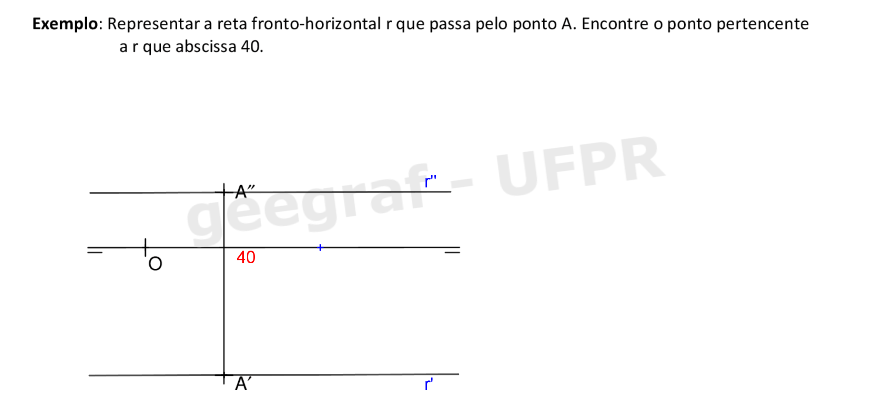 Exemplo: Representar a reta fronto-horizontal r que passa pelo ponto A. Encontre o ponto pertencente
a r que abscissa 40.
geegraf - UFPR
r"
A"
O
40
A'
r'